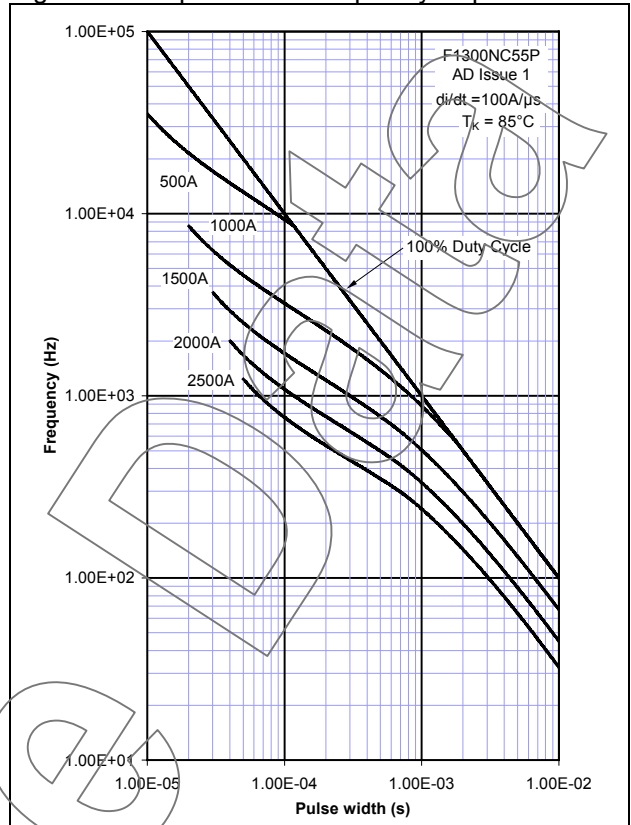 1.00E+05
F1300NC55P
AD Issue 1
di/dt =100A/µs
TK = 85°C
500A
1.00E+04
1000A
100% Duty Cycle
1500A
2000A
2500A
1.00E+03
Frequency (Hz)
1.00E+02
1.00E+01
1.00E-05 1.00E-04 1.00E-03 1.00E-02
Pulse width (s)